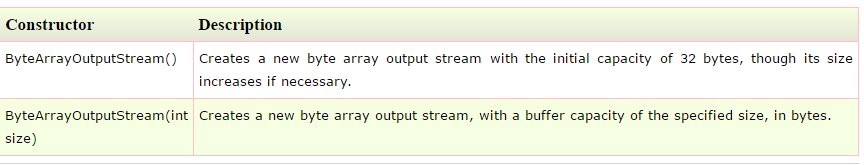 Constructor Description
ByteArrayOutputStream() Creates a new byte array output stream with the initial capacity of 32 bytes, though its size
increases if necessary.
ByteArrayOutputStream(int Creates a new byte array output stream, with a buffer capacity of the specified size, in bytes.
size)